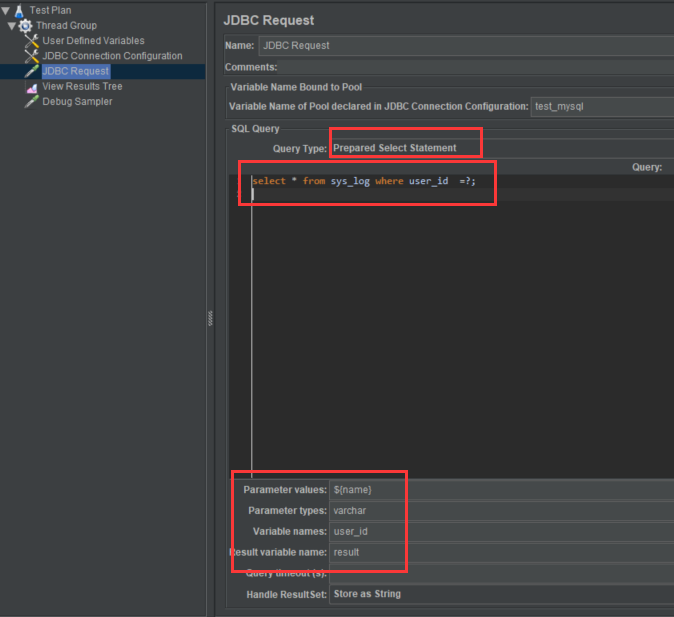 Test Plan
Thread Group
User Defined Variables
JDBC Connection Configuration
JDBC Request
View Results Tree
Debug Sampler
JDBC Request
Name: JDBC Request
Comments:
Variable Name Bound to Pool
Variable Name of Pool declared in JDBC Connection Configuration: test_mysql
SQL Query
Query Type: Prepared Select Statement
Query:
select * from sys_log where user_id =?;
Parameter values: ${name}
Parameter types: varchar
Variable names: user_id
Result variable name: result
Query timeout (s):
Handle ResultSet: Store as String